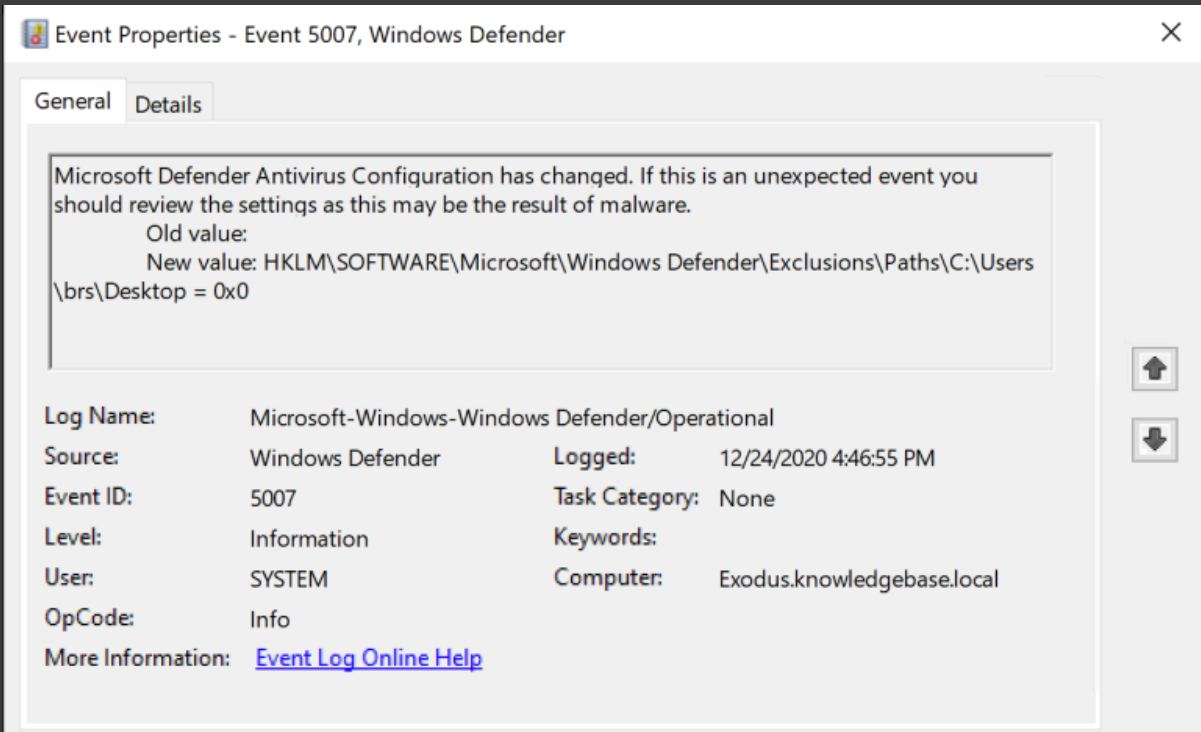 Event Properties - Event 5007, Windows Defender
General
Details
Microsoft Defender Antivirus Configuration has changed. If this is an unexpected event you
should review the settings as this may be the result of malware.
Old value:
New value: HKLM\SOFTWARE\Microsoft\Windows Defender\Exclusions\Paths\C:\Users
\brs\Desktop = 0x0
Log Name: Microsoft-Windows-Windows Defender/Operational
Source: Windows Defender Logged: 12/24/2020 4:46:55 PM
Event ID: 5007 Task Category: None
Level: Information Keywords:
User: SYSTEM Computer: Exodus.knowledgebase.local
OpCode: Info
More Information: Event Log Online Help